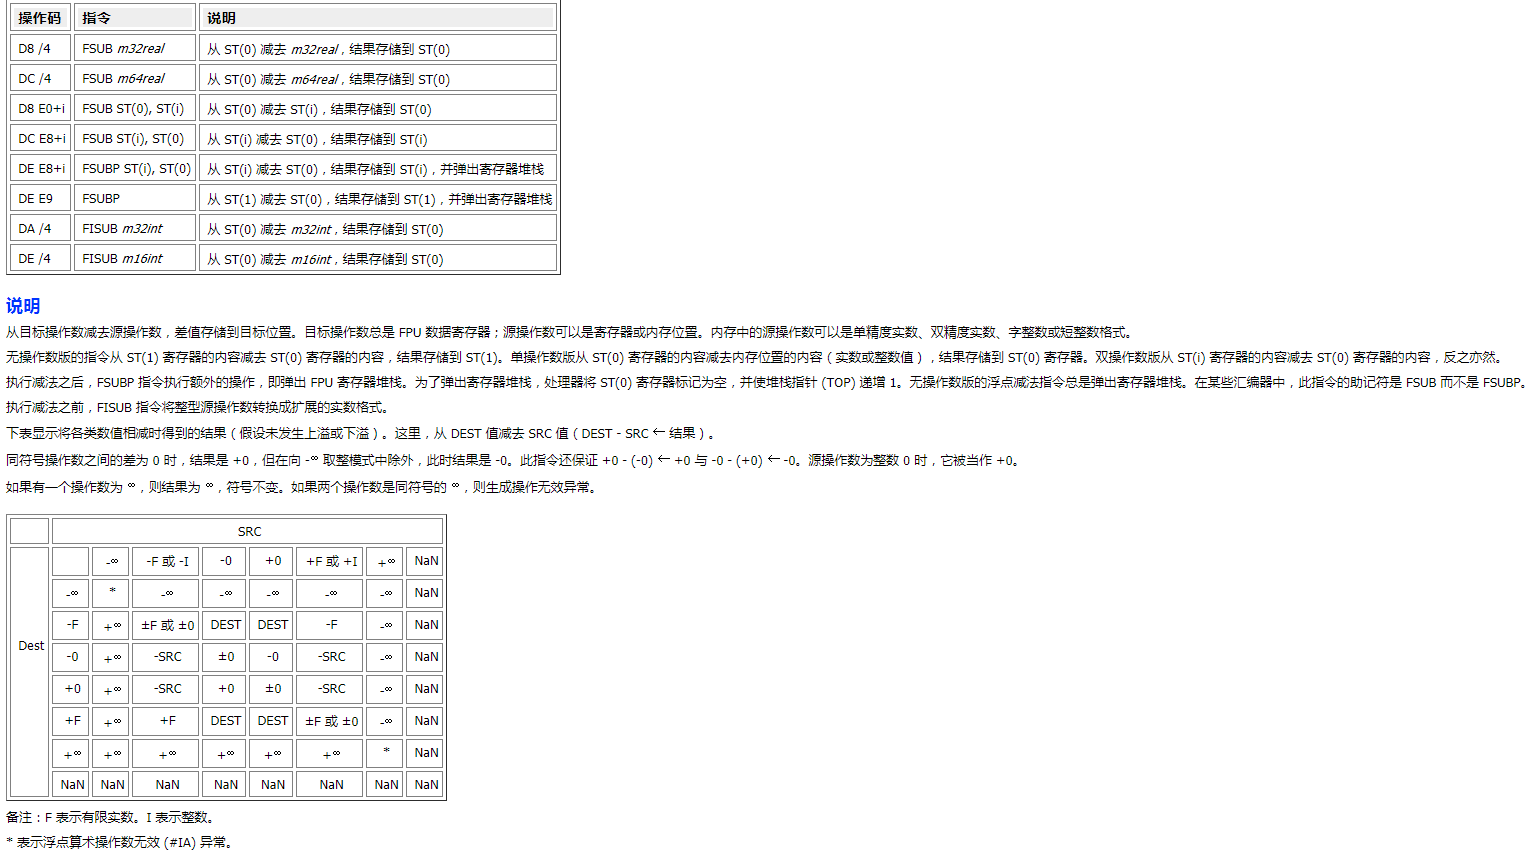 操作码 指令 说明
D8 /4 FSUB m32real 从 ST(0) 减去 m32real，结果存储到 ST(0)
DC /4 FSUB m64real 从 ST(0) 减去 m64real，结果存储到 ST(0)
D8 E0+i FSUB ST(0), ST(i) 从 ST(0) 减去 ST(i)，结果存储到 ST(0)
DC E8+i FSUB ST(i), ST(0) 从 ST(i) 减去 ST(0)，结果存储到 ST(i)
DE E8+i FSUBP ST(i), ST(0) 从 ST(i) 减去 ST(0)，结果存储到 ST(i)，并弹出寄存器堆栈
DE E9 FSUBP 从 ST(1) 减去 ST(0)，结果存储到 ST(1)，并弹出寄存器堆栈
DA /4 FISUB m32int 从 ST(0) 减去 m32int，结果存储到 ST(0)
DE /4 FISUB m16int 从 ST(0) 减去 m16int，结果存储到 ST(0)
说明
从目标操作数减去源操作数，差值存储到目标位置。目标操作数总是 FPU 数据寄存器；源操作数可以是寄存器或内存位置。内存中的源操作数可以是单精度实数、双精度实数、字整数或短整数格式。
无操作数版的指令从 ST(1) 寄存器的内容减去 ST(0) 寄存器的内容，结果存储到 ST(1)。单操作数版从 ST(0) 寄存器的内容减去内存位置的内容（实数或整数值），结果存储到 ST(0) 寄存器。双操作数版从 ST(i) 寄存器的内容减去 ST(0) 寄存器的内容，反之亦然。
执行减法之后，FSUBP 指令执行额外的操作，即弹出 FPU 寄存器堆栈。为了弹出寄存器堆栈，处理器将 ST(0) 寄存器标记为空，并使堆栈指针 (TOP) 递增 1。无操作数版的浮点减法指令总是弹出寄存器堆栈。在某些汇编器中，此指令的助记符是 FSUB 而不是 FSUBP。
执行减法之前，FISUB 指令将整型源操作数转换成扩展的实数格式。
下表显示将各类数值相减时得到的结果（假设未发生上溢或下溢）。这里，从 DEST 值减去 SRC 值（DEST - SRC ← 结果）。
同符号操作数之间的差为 0 时，结果是 +0，但在向 -∞ 取整模式中除外，此时结果是 -0。此指令还保证 +0 - (-0) ← +0 与 -0 - (+0) ← -0。源操作数为整数 0 时，它被当作 +0。
如果有一个操作数为 ∞，则结果为 ∞，符号不变。如果两个操作数是同符号的 ∞，则生成操作无效异常。
SRC
-∞ -F 或 -I -0 +0 +F 或 +I +∞ NaN
-∞ * -∞ -∞ -∞ -∞ -∞ NaN
-F +∞ ±F 或 ±0 DEST DEST -F -∞ NaN
Dest -0 +∞ -SRC ±0 -0 -SRC -∞ NaN
+0 +∞ -SRC +0 ±0 -SRC -∞ NaN
+F +∞ +F DEST DEST ±F 或 ±0 -∞ NaN
+∞ +∞ +∞ +∞ +∞ +∞ * NaN
NaN NaN NaN NaN NaN NaN NaN NaN
备注：F 表示有限实数。I 表示整数。
* 表示浮点算术操作数无效 (#IA) 异常。